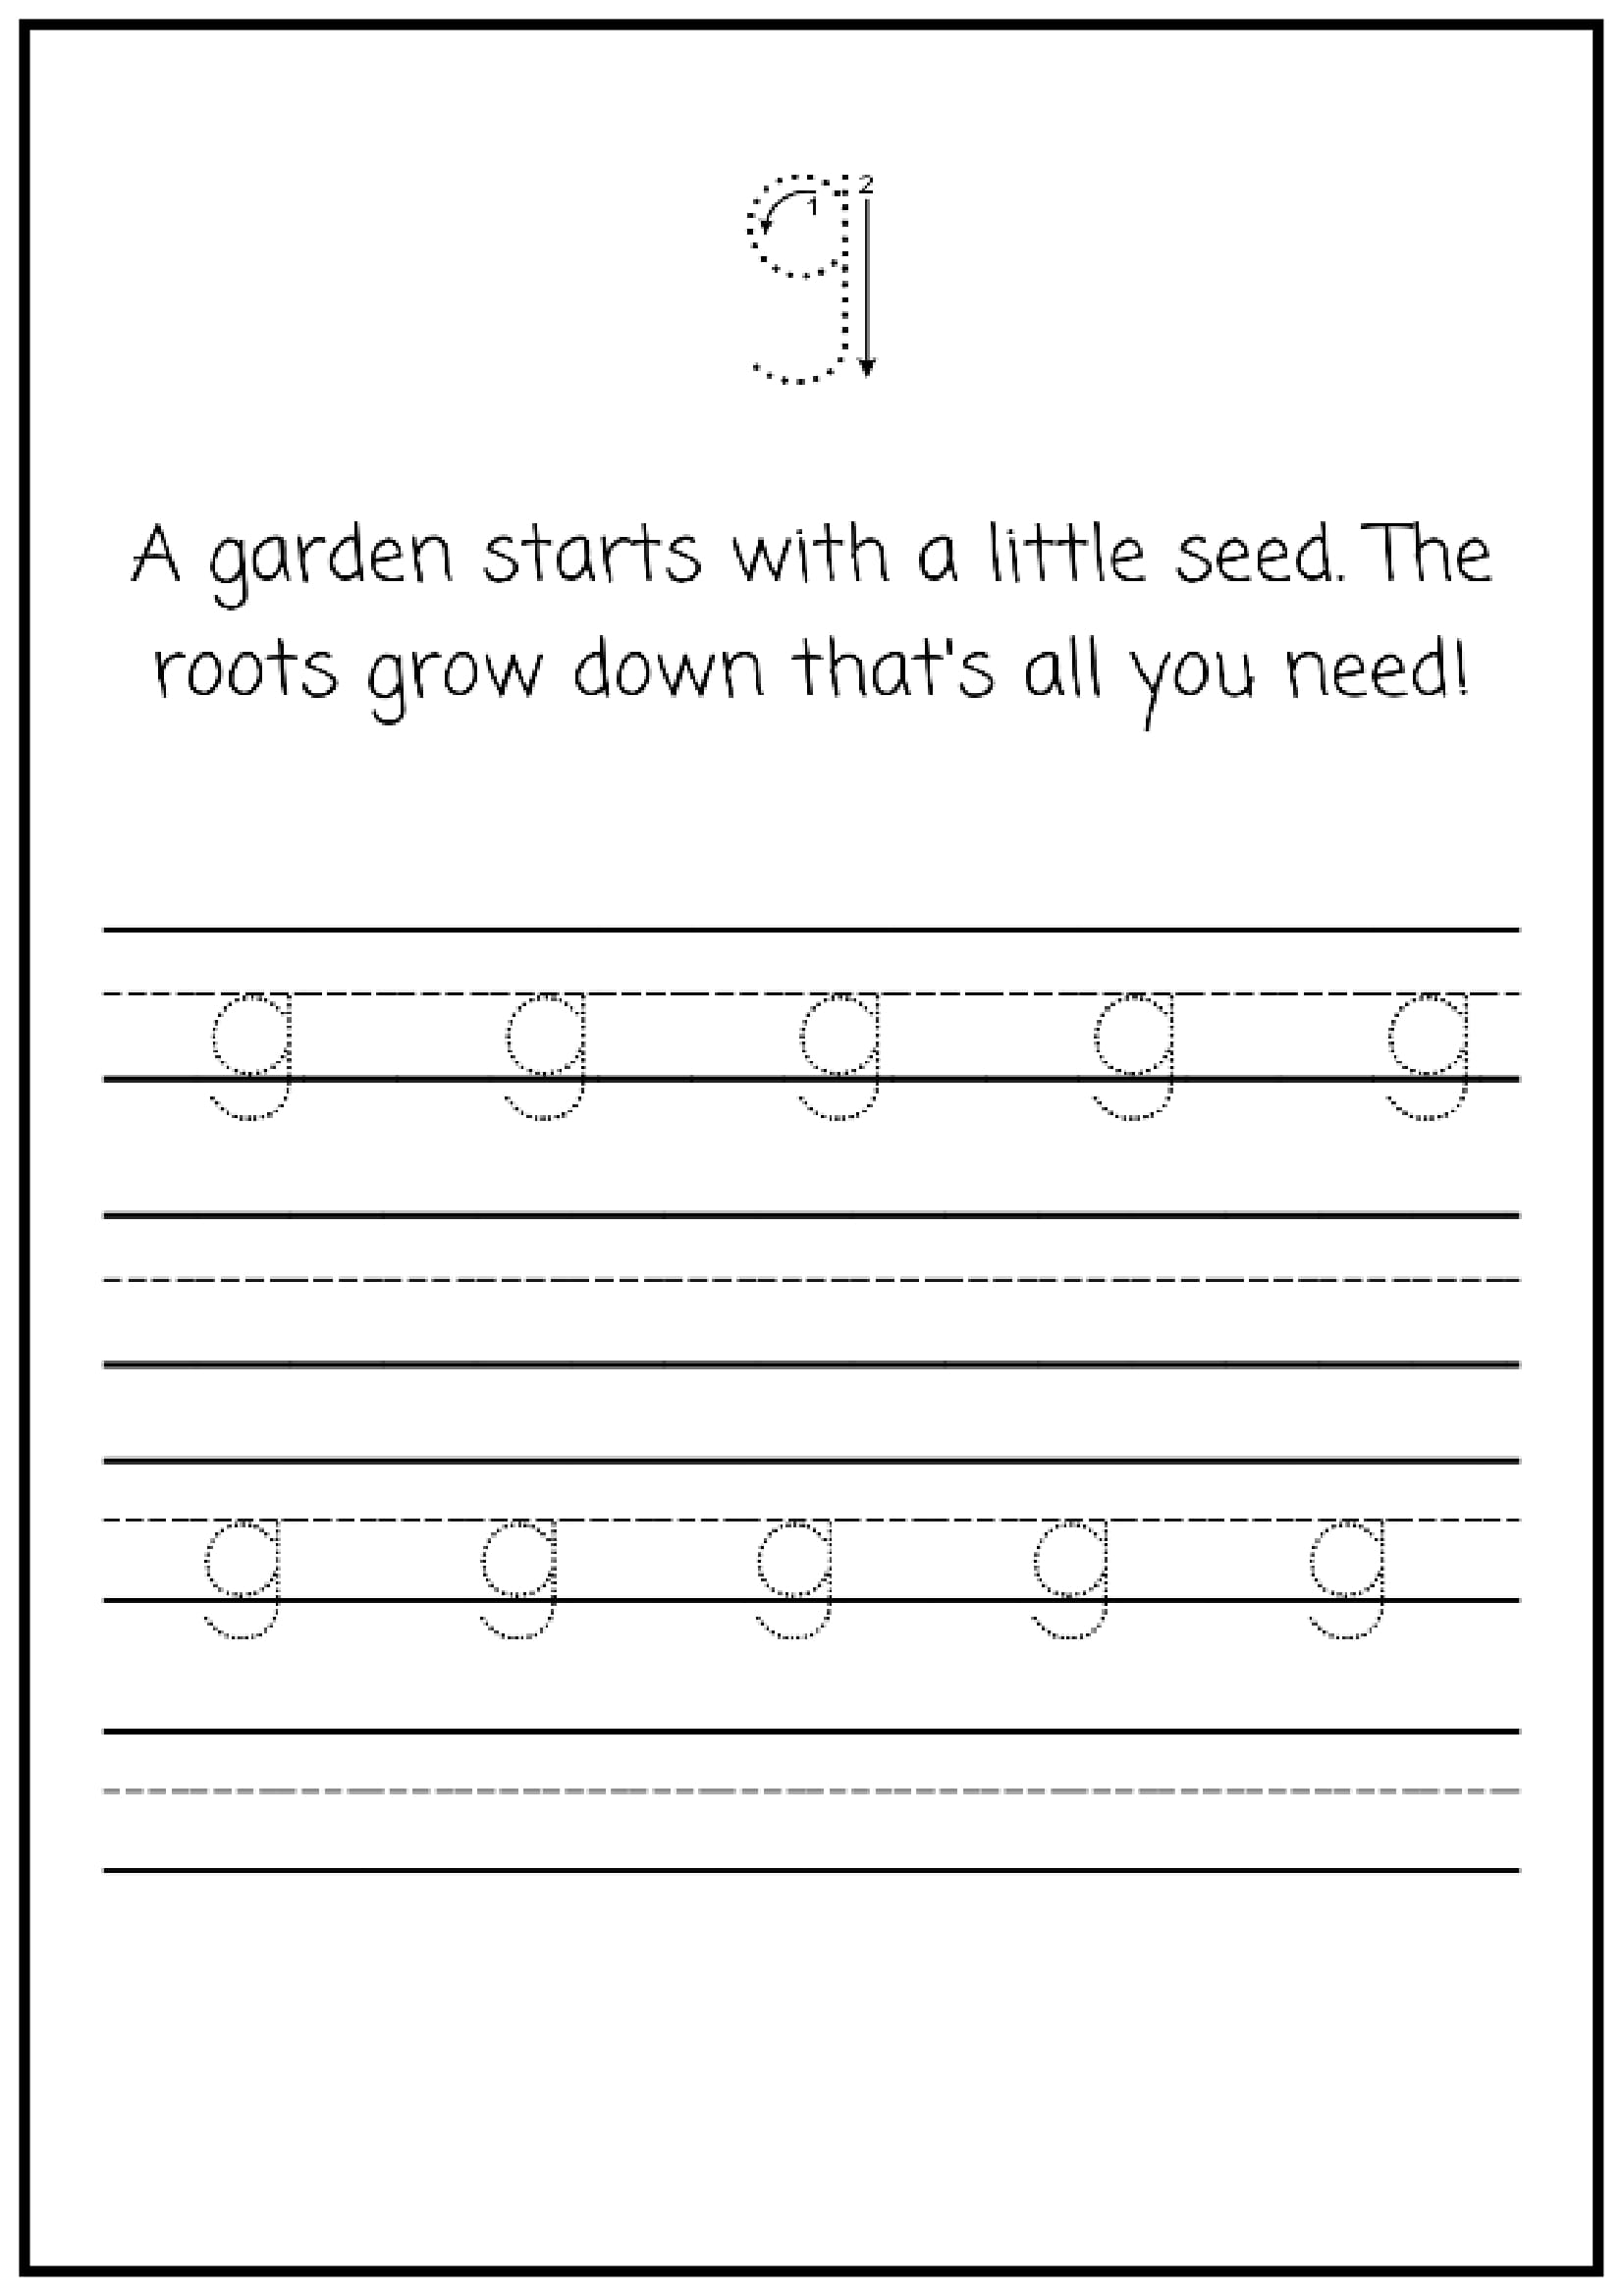 g
1
2
A garden starts with a little seed. The
roots grow down that's all you need!
g g g g g
g g g g g